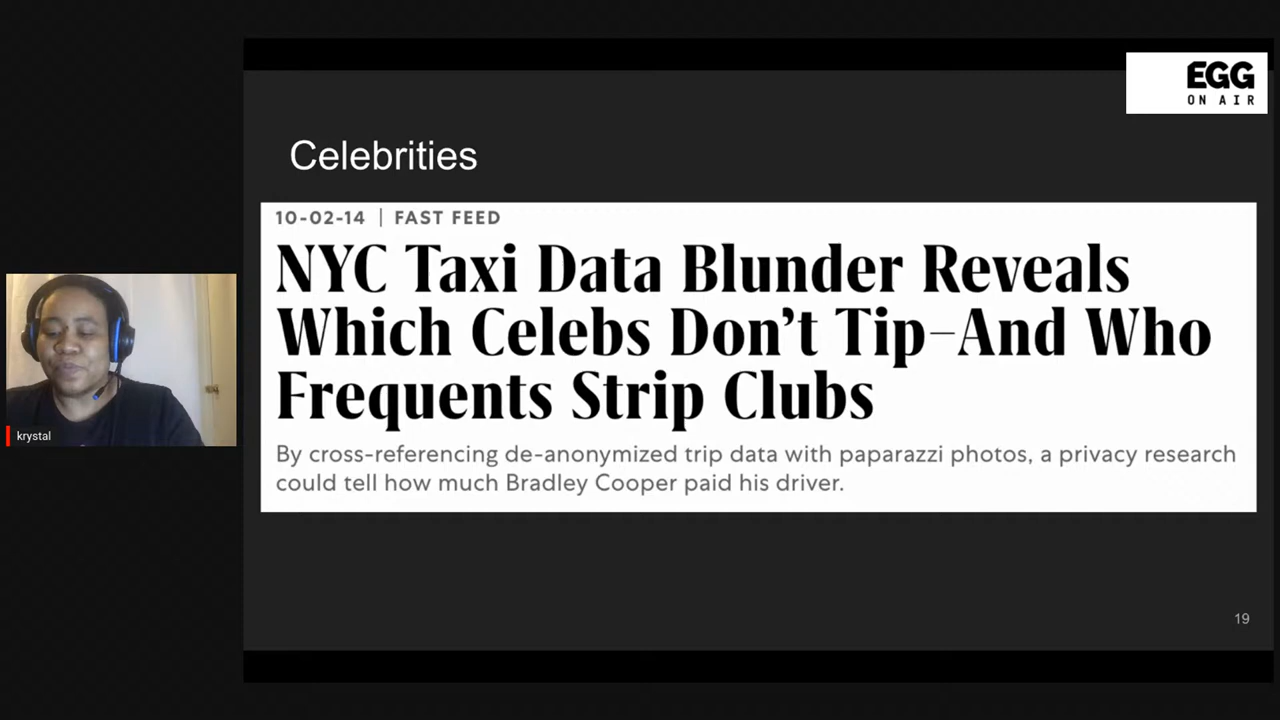 EGG
ON AIR
Celebrities
10-02-14 | FAST FEED
NYC Taxi Data Blunder Reveals
Which Celebs Don't Tip–And Who
Frequents Strip Clubs
By cross-referencing de-anonymized trip data with paparazzi photos, a privacy research
could tell how much Bradley Cooper paid his driver.
krystal
19